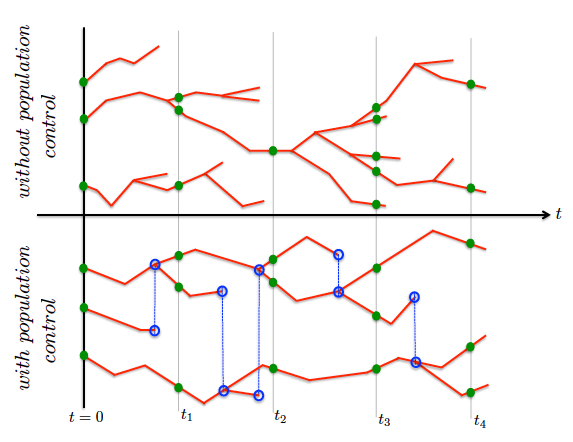 without population
control
t
with population
control
t = 0
t₁
t₂
t₃
t₄